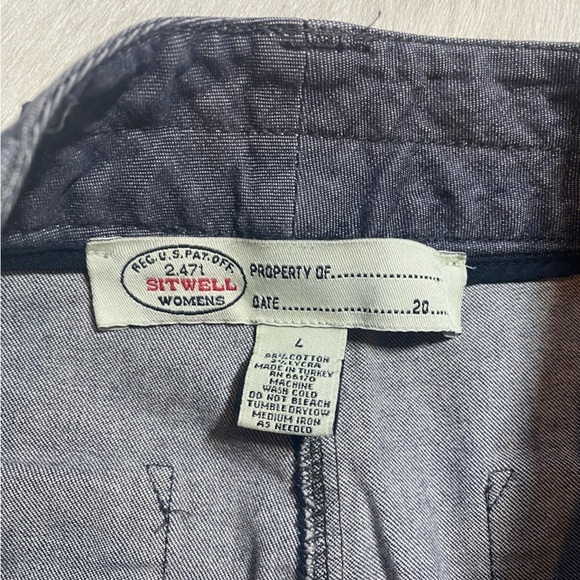 REG.U.S.PAT.OFF.
2,471
SITWELL
WOMENS
PROPERTY OF..................
DATE ........................20....
4
98% COTTON
2% LYCRA
MADE IN TURKEY
RN 66170
MACHINE
WASH COLD
DO NOT BLEACH
TUMBLE DRY LOW
MEDIUM IRON
AS NEEDED